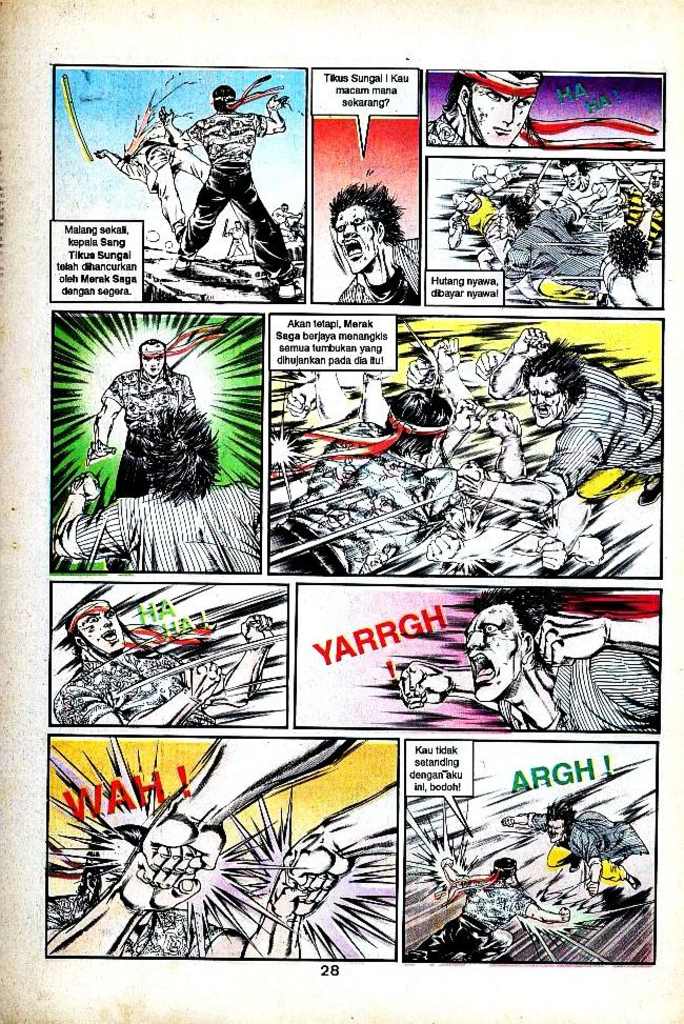 Malang sekali,
kepala Sang
Tikus Sungai
telah dihancurkan
oleh Merak Saga
dengan segera.
Tikus Sungai ! Kau
macam mana
sekarang?
HA
HA !
Hutang nyawa,
dibayar nyawa!
Akan tetapi, Merak
Saga berjaya menangkis
semua tumbukan yang
dihujankan pada dia itu!
HA
HA !
YARRGH
!
WAH !
Kau tidak
setanding
dengan aku
ini, bodoh!
ARGH !
28